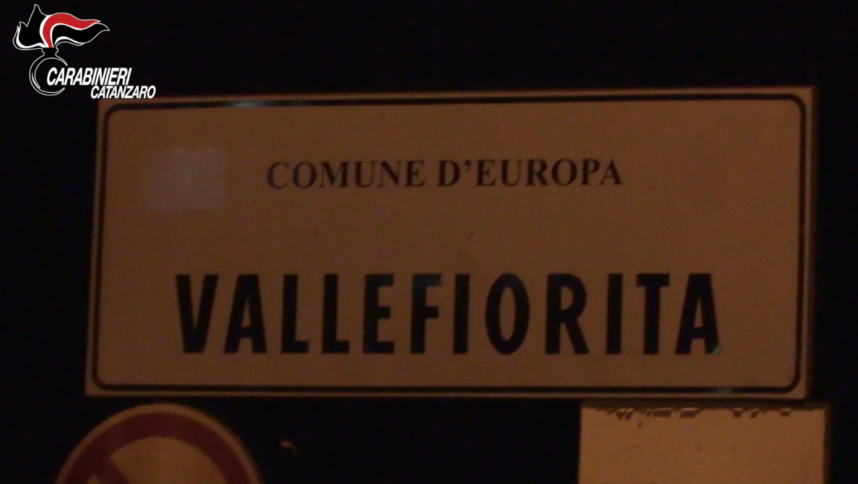 CARABINIERI
CATANZARO
COMUNE D'EUROPA
VALLEFIORITA